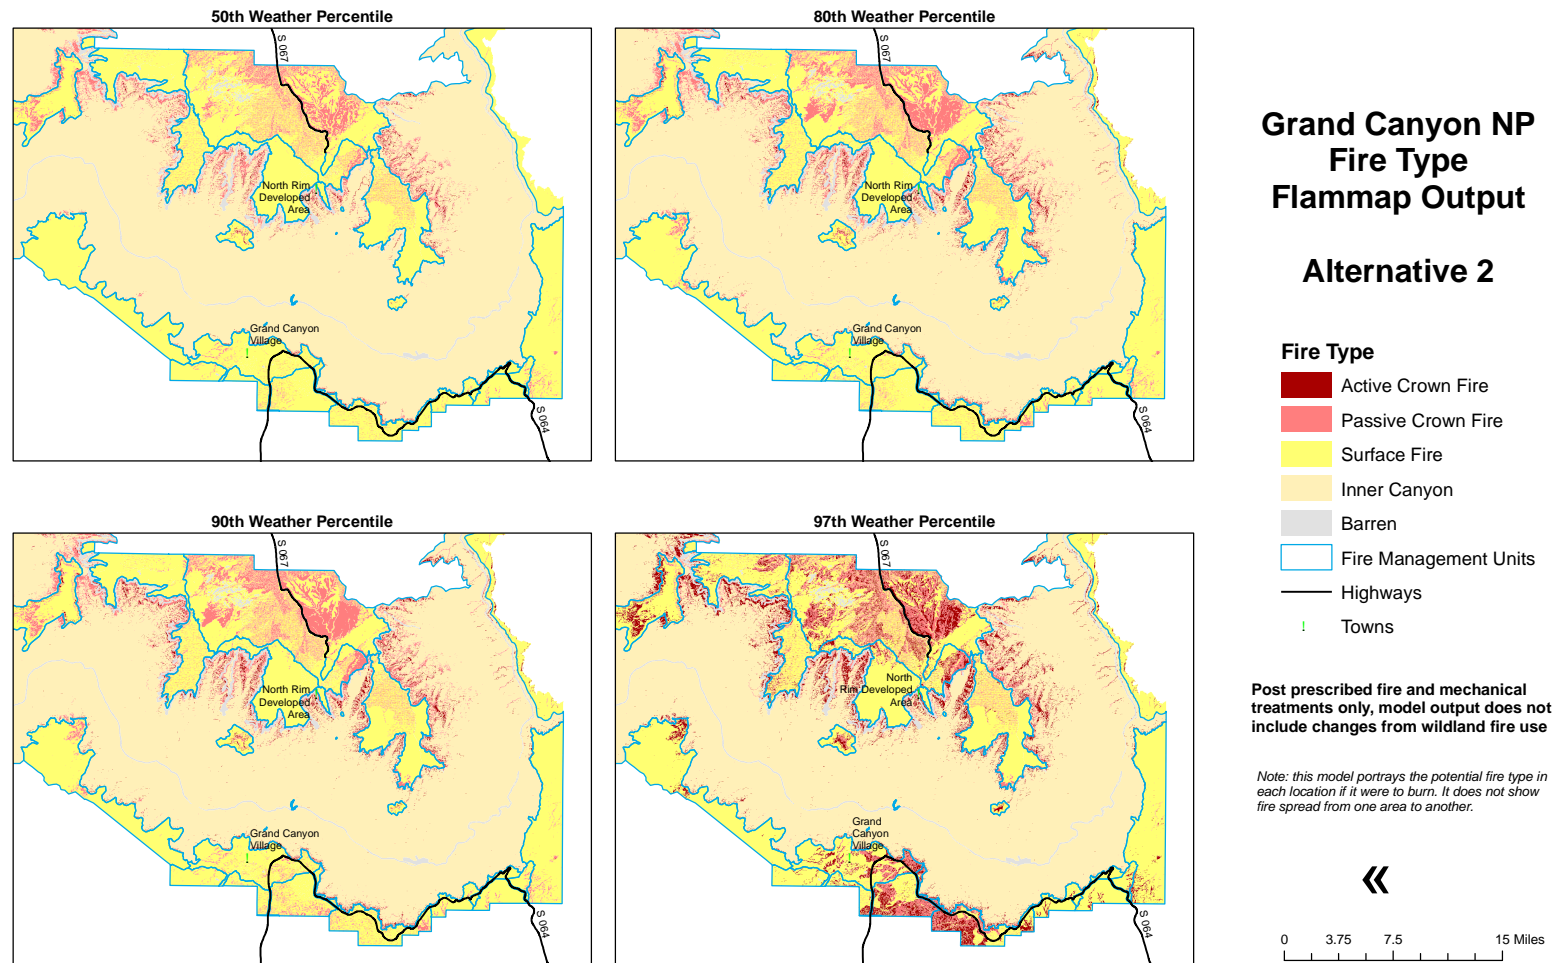 50th Weather Percentile
S 067
North Rim
Developed
Area
Grand Canyon
Village
S 064
80th Weather Percentile
S 067
North Rim
Developed
Area
Grand Canyon
Village
S 064
90th Weather Percentile
S 067
North Rim
Developed
Area
Grand Canyon
Village
S 064
97th Weather Percentile
S 067
North
Rim Developed
Area
Grand
Canyon
Village
S 064
Grand Canyon NP
Fire Type
Flammap Output
Alternative 2
Fire Type
Active Crown Fire
Passive Crown Fire
Surface Fire
Inner Canyon
Barren
Fire Management Units
Highways
! Towns
Post prescribed fire and mechanical
treatments only, model output does not
include changes from wildland fire use
Note: this model portrays the potential fire type in
each location if it were to burn. It does not show
fire spread from one area to another.
«
0 3.75 7.5 15 Miles